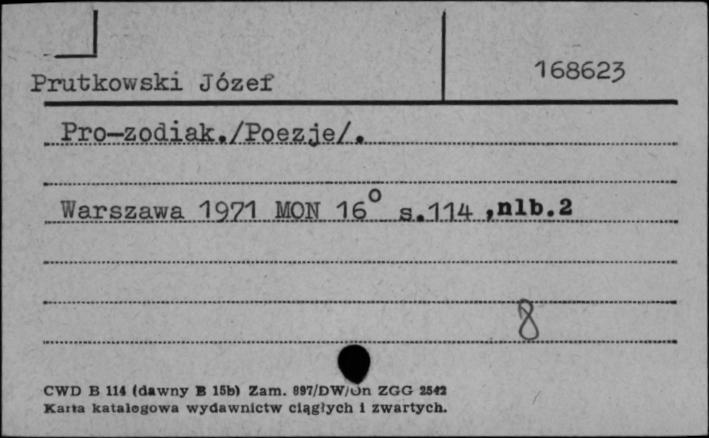 168623
Prutkowski Józef
Pro-zodiak./Poezje/.
Warszawa 1971 MON 16° s.114 ,nlb.2
8
CWD B 114 (dawny B 15b) Zam. 897/DW/Un ZGG 2542
Karta katalogowa wydawnictw ciągłych i zwartych.